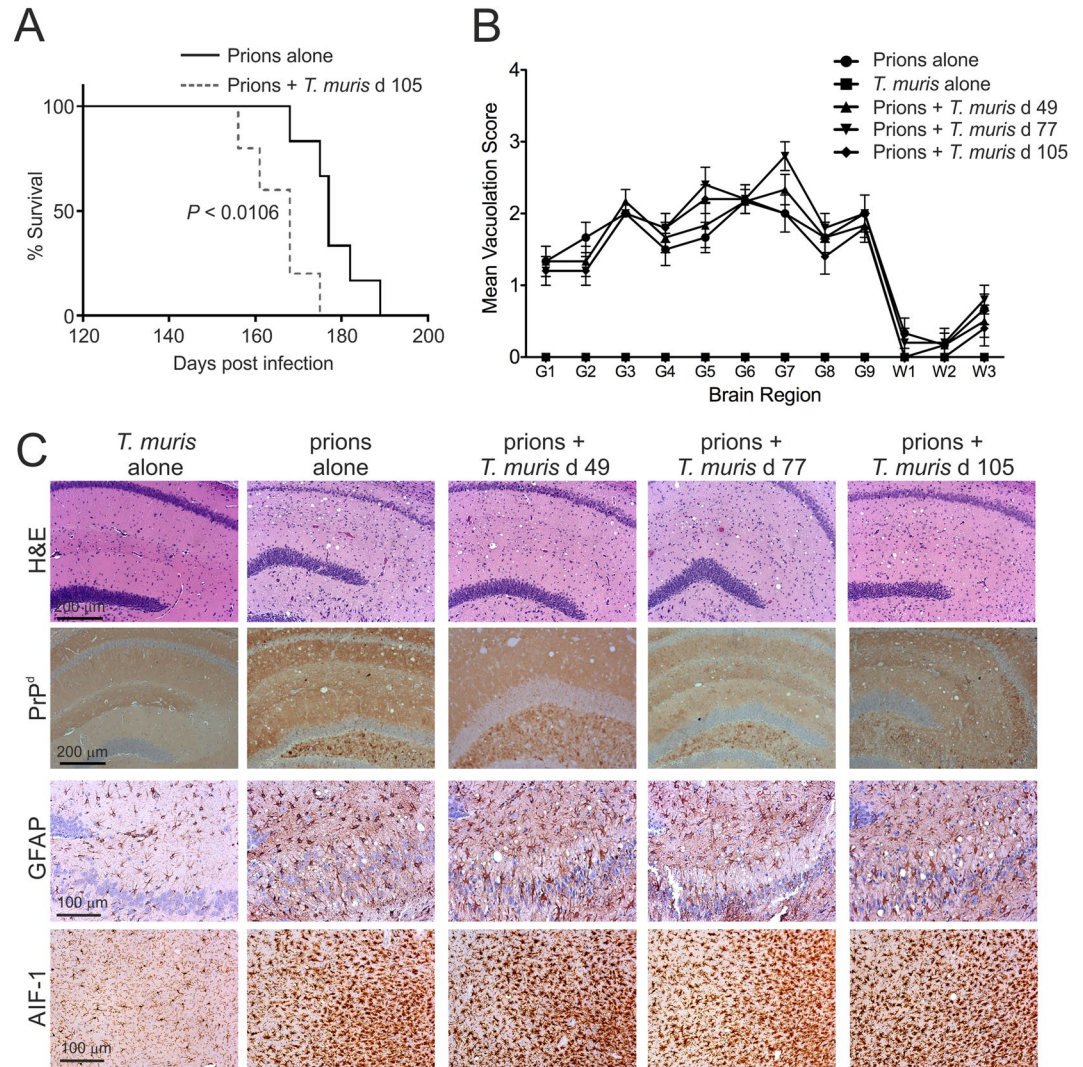 A
Prions alone
Prions + T. muris d 105
100
50
0
% Survival
P < 0.0106
120 140 160 180 200
Days post infection
B
Prions alone
T. muris alone
Prions + T. muris d 49
Prions + T. muris d 77
Prions + T. muris d 105
4
3
2
1
0
Mean Vacuolation Score
G1 G2 G3 G4 G5 G6 G7 G8 G9 W1 W2 W3
Brain Region
C
T. muris
alone
prions
alone
prions +
T. muris d 49
prions +
T. muris d 77
prions +
T. muris d 105
H&E
200 µm
PrPᵈ
200 µm
GFAP
100 µm
AIF-1
100 µm